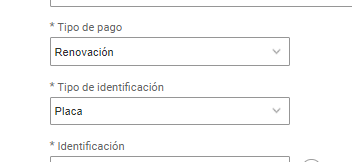 * Tipo de pago
Renovación
* Tipo de identificación
Placa
* Identificación